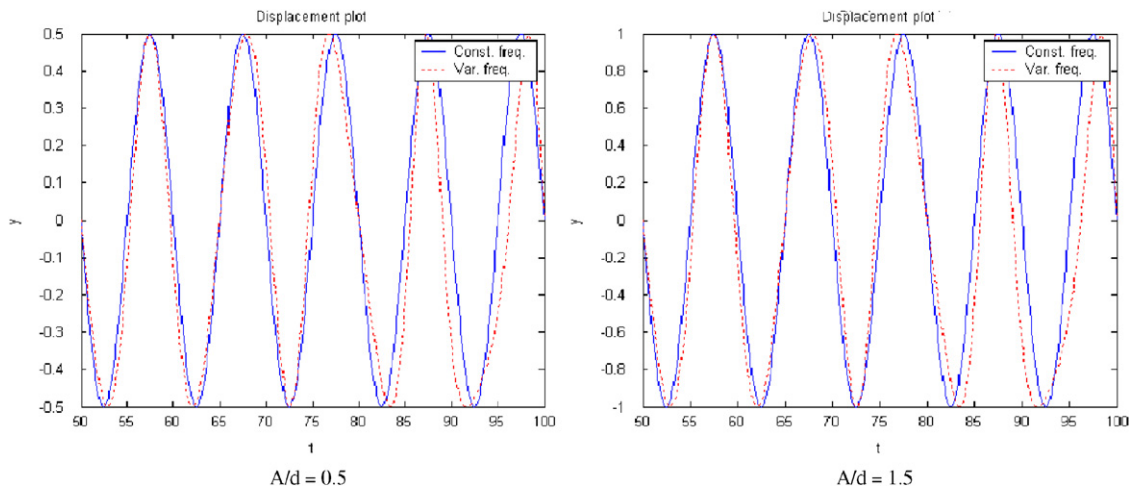 Displacement plot
0.5
0.4
0.3
0.2
0.1
0
-0.1
-0.2
-0.3
-0.4
-0.5
y
Const. freq.
Var. freq.
50 55 60 65 70 75 80 85 90 95 100
t
A/d = 0.5
Displacement plot
1
0.8
0.6
0.4
0.2
0
-0.2
-0.4
-0.6
-0.8
-1
y
Const. freq.
Var. freq.
50 55 60 65 70 75 80 85 90 95 100
t
A/d = 1.5